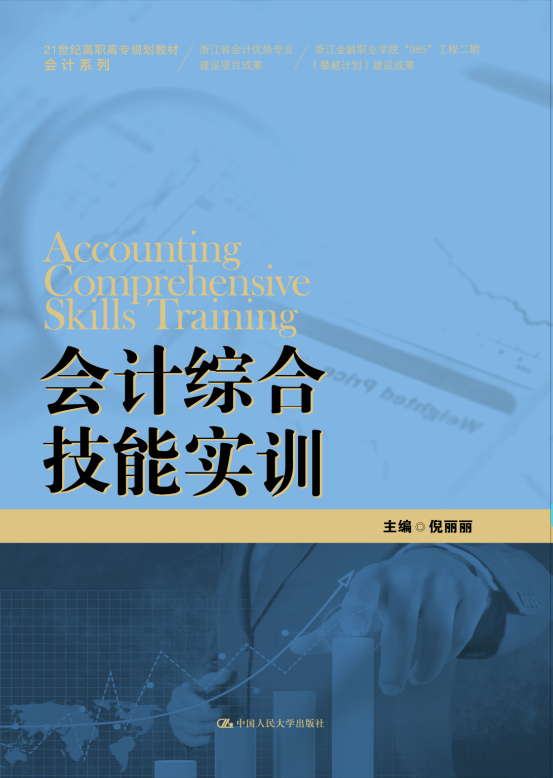 21世纪高职高专规划教材
会计系列
浙江省会计优势专业
建设项目成果
浙江金融职业学院“985”工程二期
（攀越计划）建设成果
Accounting
Comprehensive
Skills Training
会计综合
技能实训
Weighted Pric
主编◎倪丽丽
中国人民大学出版社